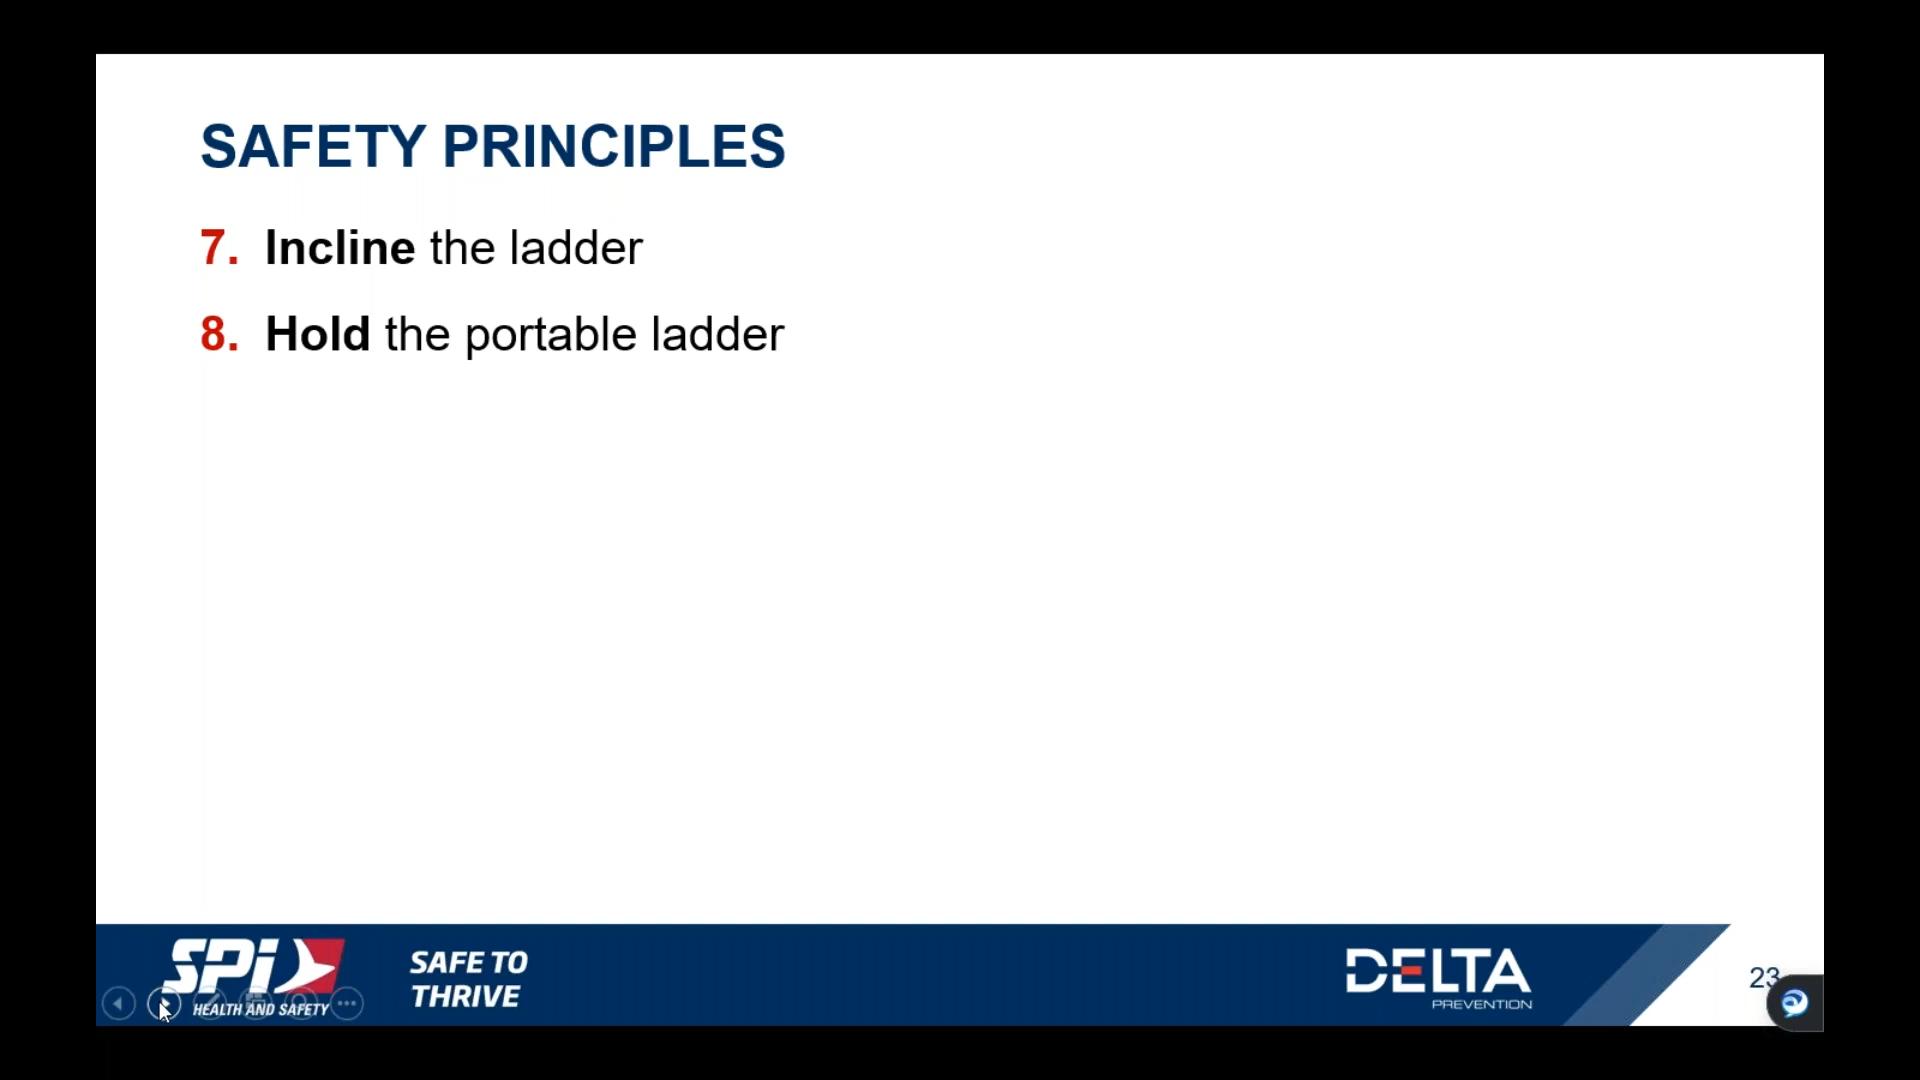 SAFETY PRINCIPLES
7. Incline the ladder
8. Hold the portable ladder
SPI
HEALTH AND SAFETY
SAFE TO
THRIVE
DELTA
PREVENTION
23